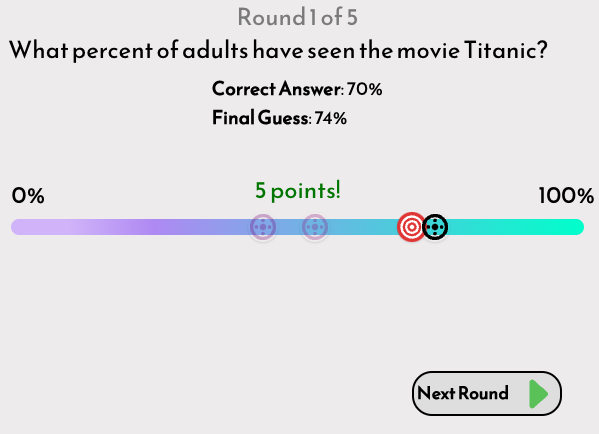 Round 1 of 5
What percent of adults have seen the movie Titanic?
Correct Answer: 70%
Final Guess: 74%
5 points!
0%
100%
Next Round